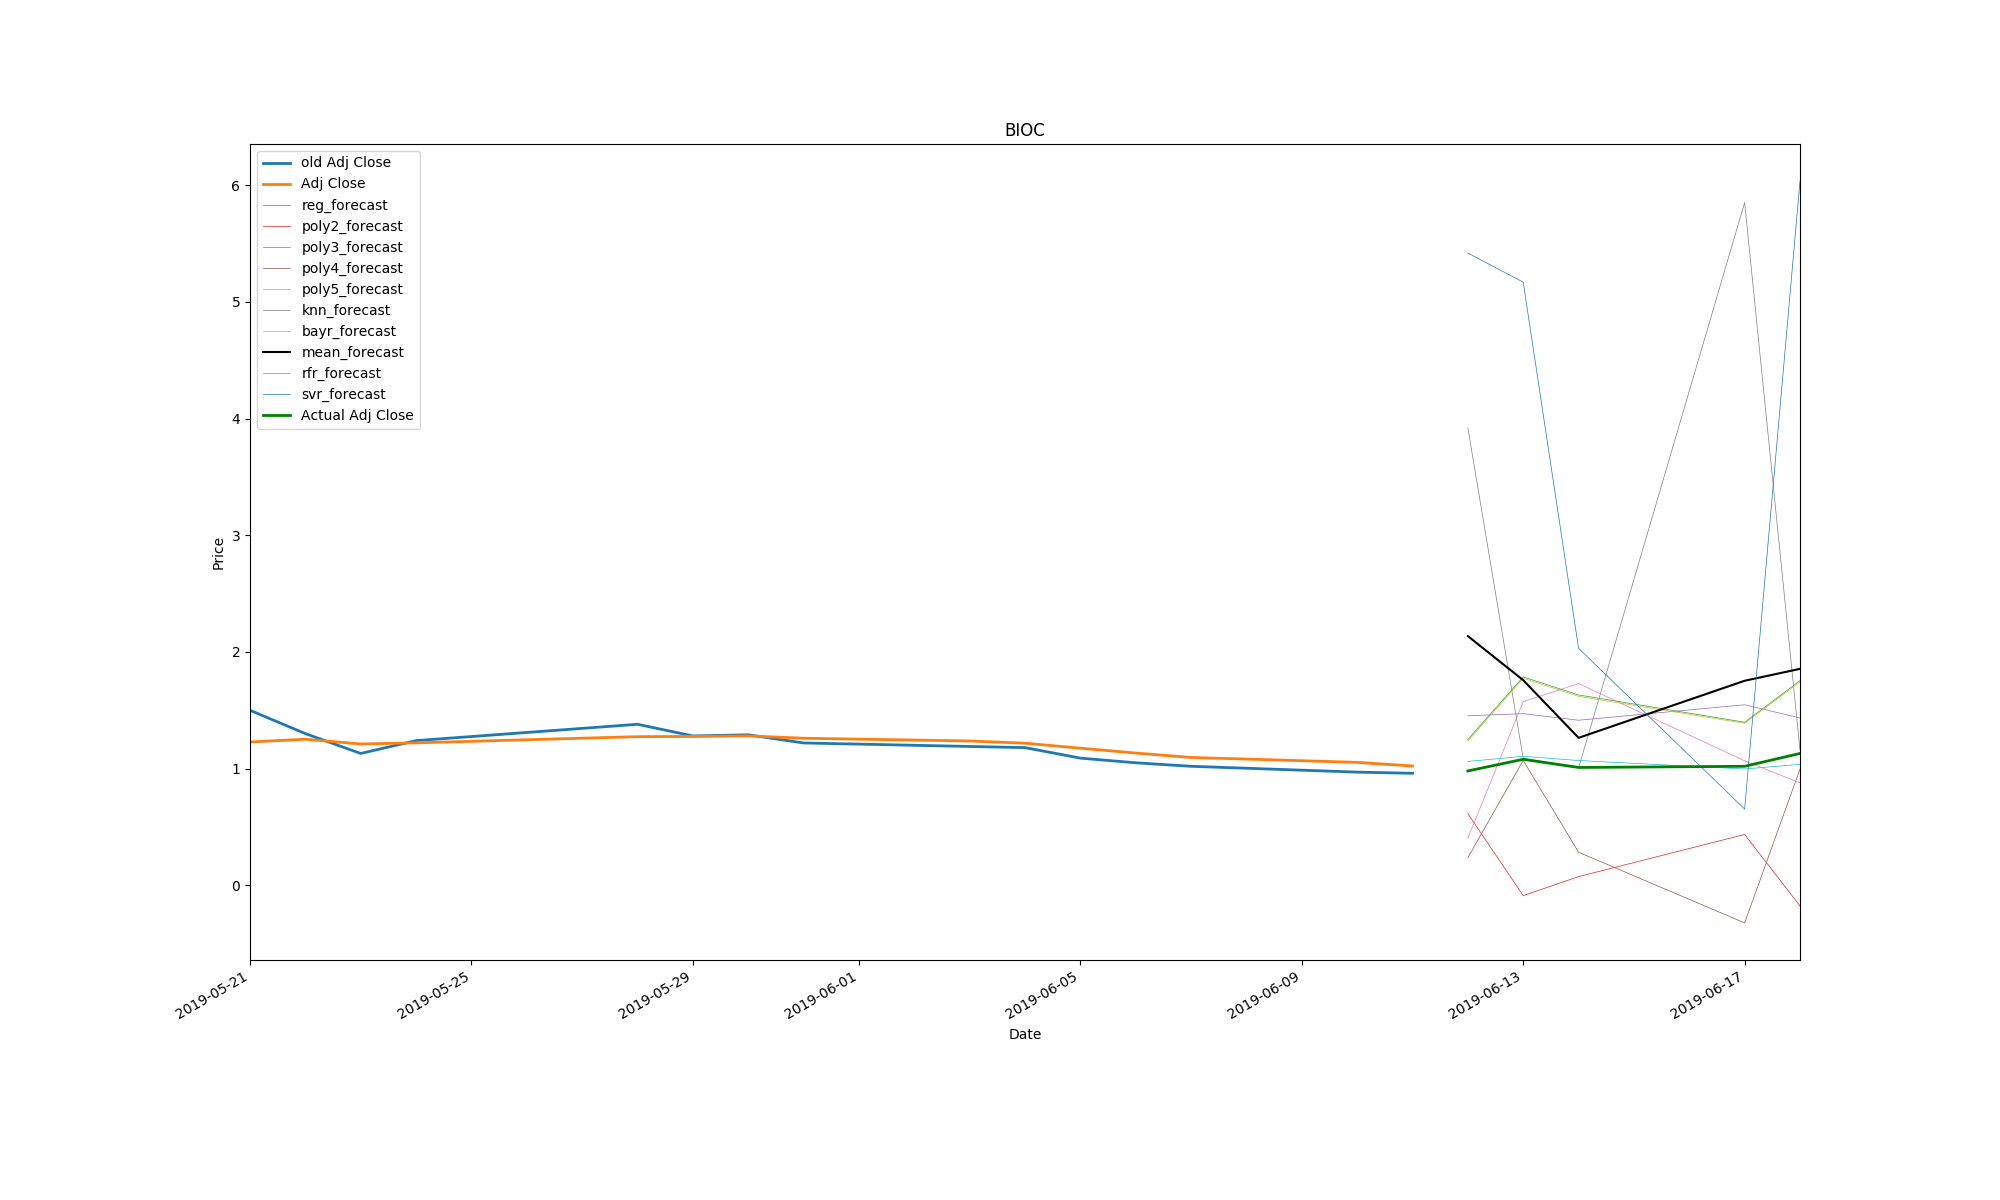 BIOC
old Adj Close
Adj Close
reg_forecast
poly2_forecast
poly3_forecast
poly4_forecast
poly5_forecast
knn_forecast
bayr_forecast
mean_forecast
rfr_forecast
svr_forecast
Actual Adj Close
6
5
4
3
2
1
0
Price
2019-05-21
2019-05-25
2019-05-29
2019-06-01
2019-06-05
2019-06-09
2019-06-13
2019-06-17
Date